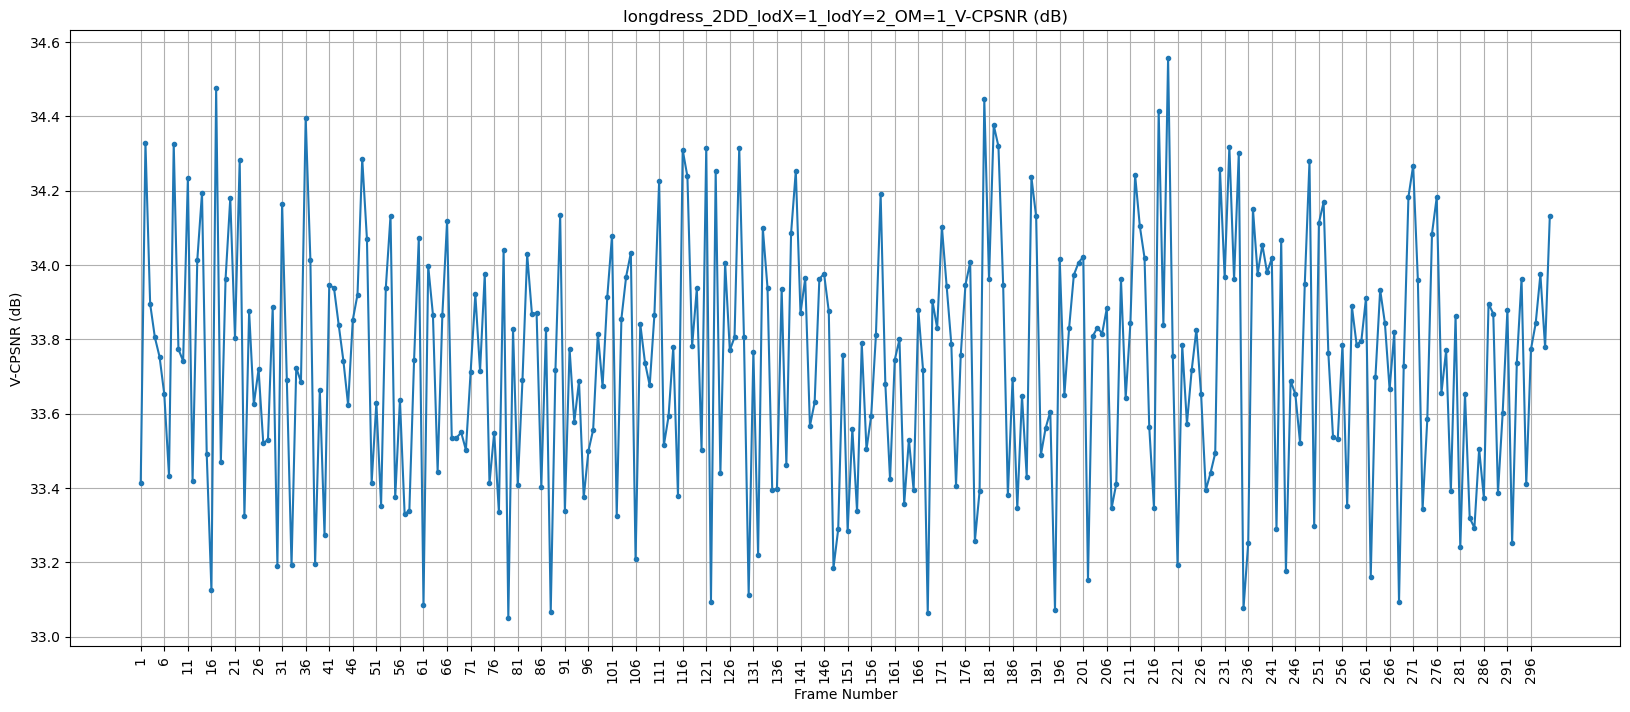 longdress_2DD_lodX=1_lodY=2_OM=1_V-CPSNR (dB)
V-CPSNR (dB)
34.6
34.4
34.2
34.0
33.8
33.6
33.4
33.2
33.0
1 6 11 16 21 26 31 36 41 46 51 56 61 66 71 76 81 86 91 96 101 106 111 116 121 126 131 136 141 146 151 156 161 166 171 176 181 186 191 196 201 206 211 216 221 226 231 236 241 246 251 256 261 266 271 276 281 286 291 296
Frame Number